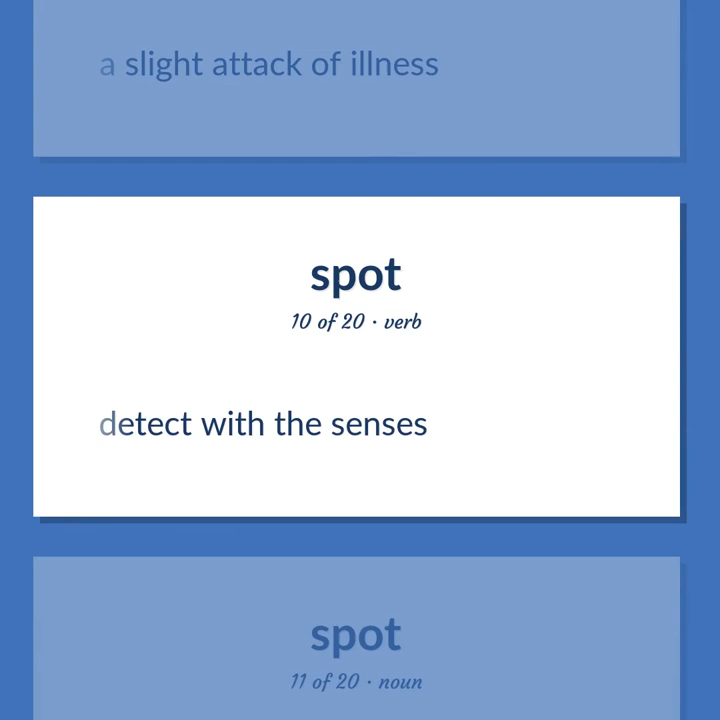 a slight attack of illness
spot
10 of 20 · verb
detect with the senses
spot
11 of 20 · noun